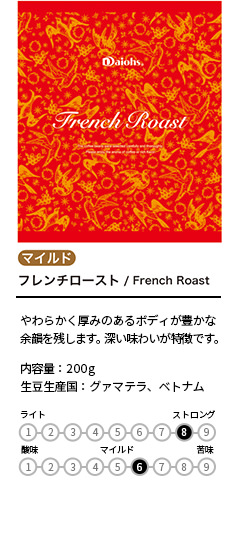 Daiohs
French Roast
マイルド
フレンチロースト / French Roast
やわらかく厚みのあるボディが豊かな
余韻を残します。深い味わいが特徴です。
内容量：200g
生豆生産国：グァマテラ、ベトナム
ライト ストロング
1 2 3 4 5 6 7 8 9
酸味 マイルド 苦味
1 2 3 4 5 6 7 8 9